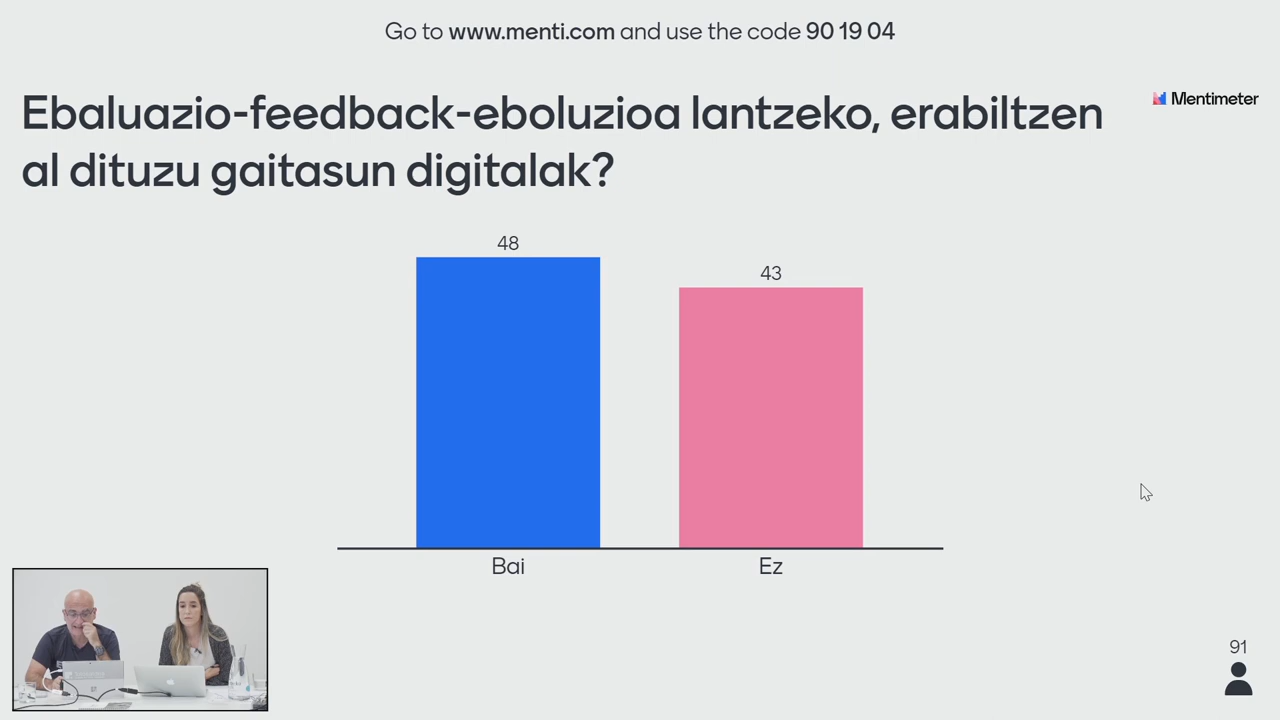 Go to www.menti.com and use the code 90 19 04
Mentimeter
Ebaluazio-feedback-eboluzioa lantzeko, erabiltzen
al dituzu gaitasun digitalak?
48
43
Bai
Ez
91